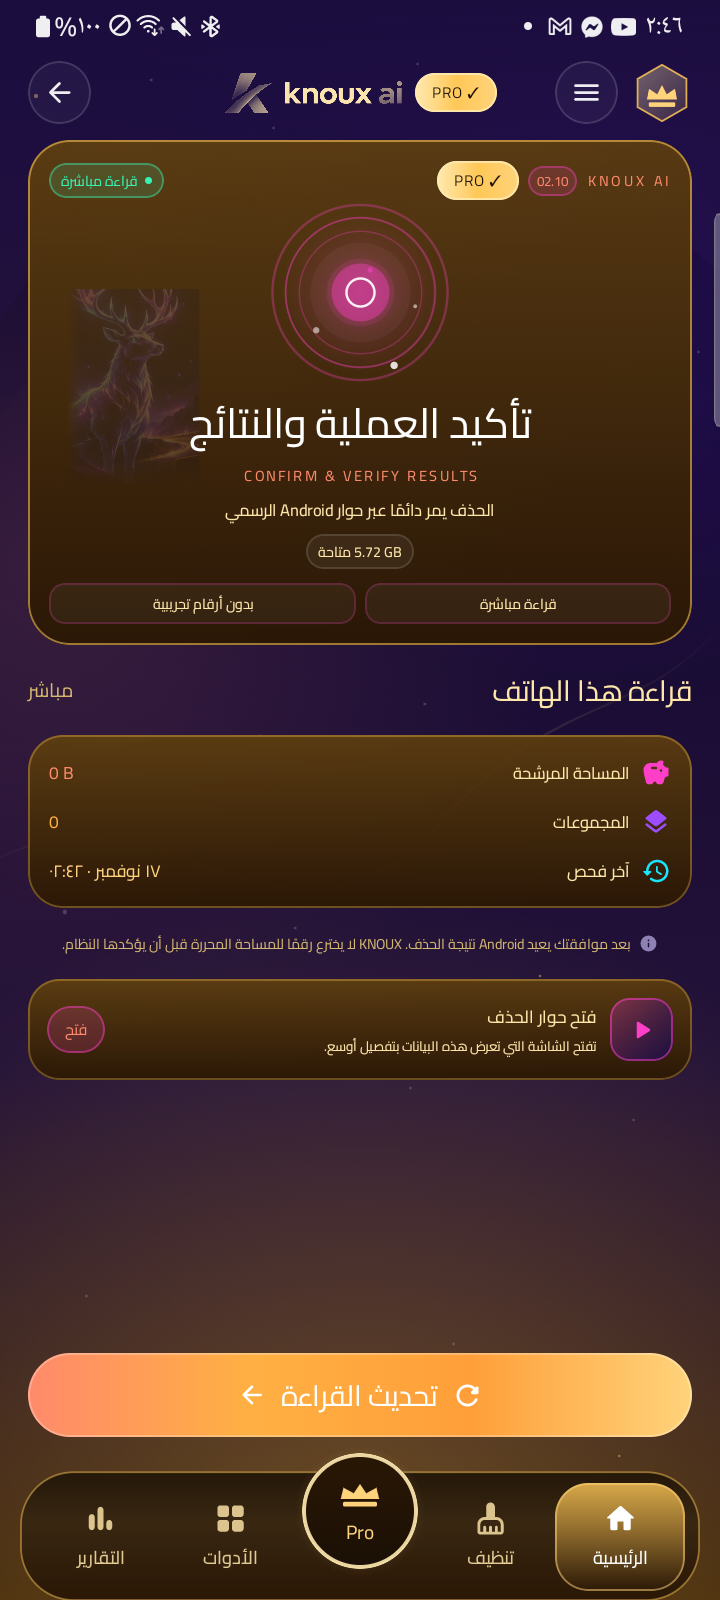 ٢:٤٦
%١٠٠
knoux ai
PRO ✓
KNOUX AI
02.10
PRO ✓
قراءة مباشرة
تأكيد العملية والنتائج
CONFIRM & VERIFY RESULTS
الحذف يمر دائمًا عبر حوار Android الرسمي
5.72 GB متاحة
قراءة مباشرة
بدون أرقام تجريبية
قراءة هذا الهاتف
مباشر
المساحة المرشحة
0 B
المجموعات
0
آخر فحص
١٧ نوفمبر · ٠٢:٤٢
بعد موافقتك يعيد Android نتيجة الحذف. KNOUX لا يخترع رقمًا للمساحة المحررة قبل أن يؤكدها النظام.
فتح حوار الحذف
تفتح الشاشة التي تعرض هذه البيانات بتفصيل أوسع.
فتح
تحديث القراءة
الرئيسية
تنظيف
Pro
الأدوات
التقارير